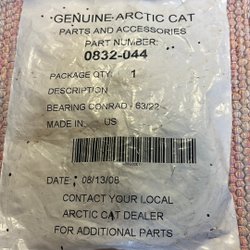 GENUINE ARCTIC CAT
PARTS AND ACCESSORIES
PART NUMBER:
0832-044
PACKAGE QTY. 1
DESCRIPTION
BEARING CONRAD - 63/22
MADE IN: US
DATE : 08/13/08
CONTACT YOUR LOCAL
ARCTIC CAT DEALER
FOR ADDITIONAL PARTS